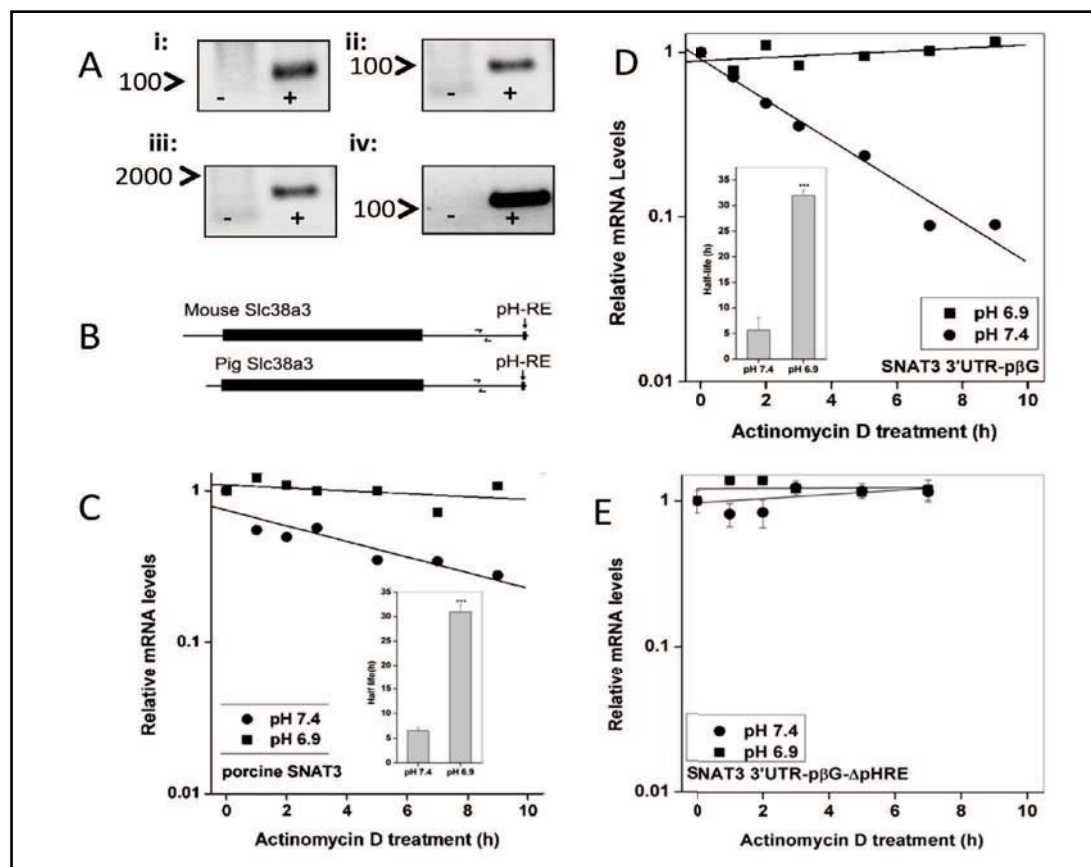 A
i:
100
-
+
ii:
100
-
+
iii:
2000
-
+
iv:
100
-
+
B
Mouse Slc38a3
pH-RE
Pig Slc38a3
pH-RE
C
Relative mRNA levels
1
0.1
0.01
0 2 4 6 8 10
Actinomycin D treatment (h)
pH 7.4
pH 6.9
porcine SNAT3
Half life(h)
35
30
25
20
15
10
5
0
***
pH 7.4 pH 6.9
D
Relative mRNA Levels
1
0.1
0.01
0 2 4 6 8 10
Actinomycin D treatment (h)
Half-life (h)
35
30
25
20
15
10
5
0
***
pH 7.4 pH 6.9
pH 6.9
pH 7.4
SNAT3 3'UTR-pβG
E
Relative mRNA levels
1
0.1
0.01
0 2 4 6 8 10
Actinomycin D treatment (h)
pH 7.4
pH 6.9
SNAT3 3'UTR-pβG-ΔpHRE